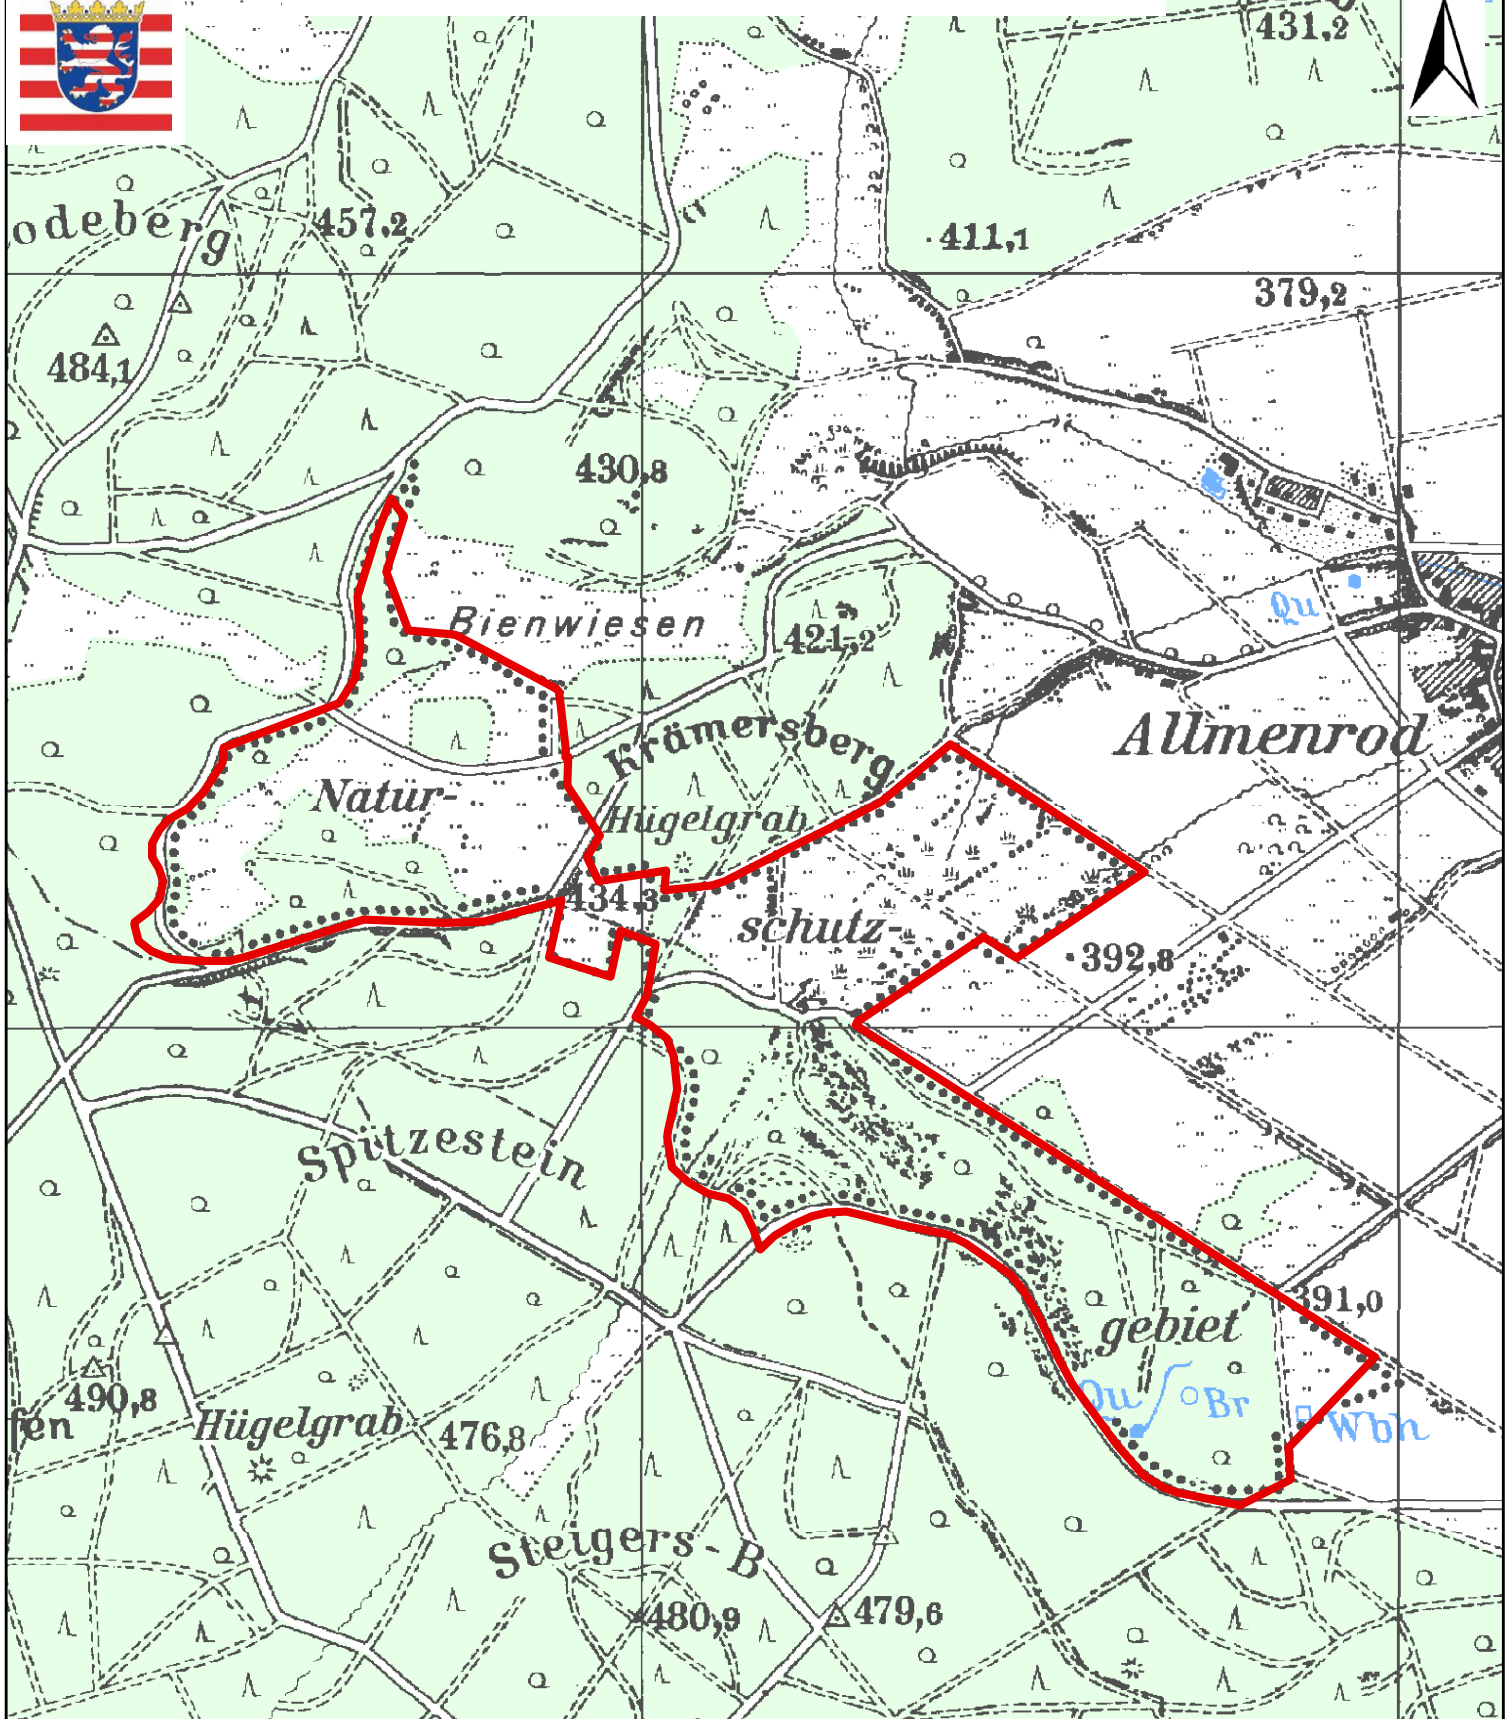 431,2
odeberg
457,2
411,1
379,2
484,1
430,8
Qu
Bienwiesen
421,2
Krämersberg
Allmenrod
Natur-
Hügelgrab
434,3
schutz-
392,8
Spitzestein
391,0
gebiet
490,8
Qu
Br
fen
Hügelgrab
476,8
Wbh
Steigers-B
480,9
479,6